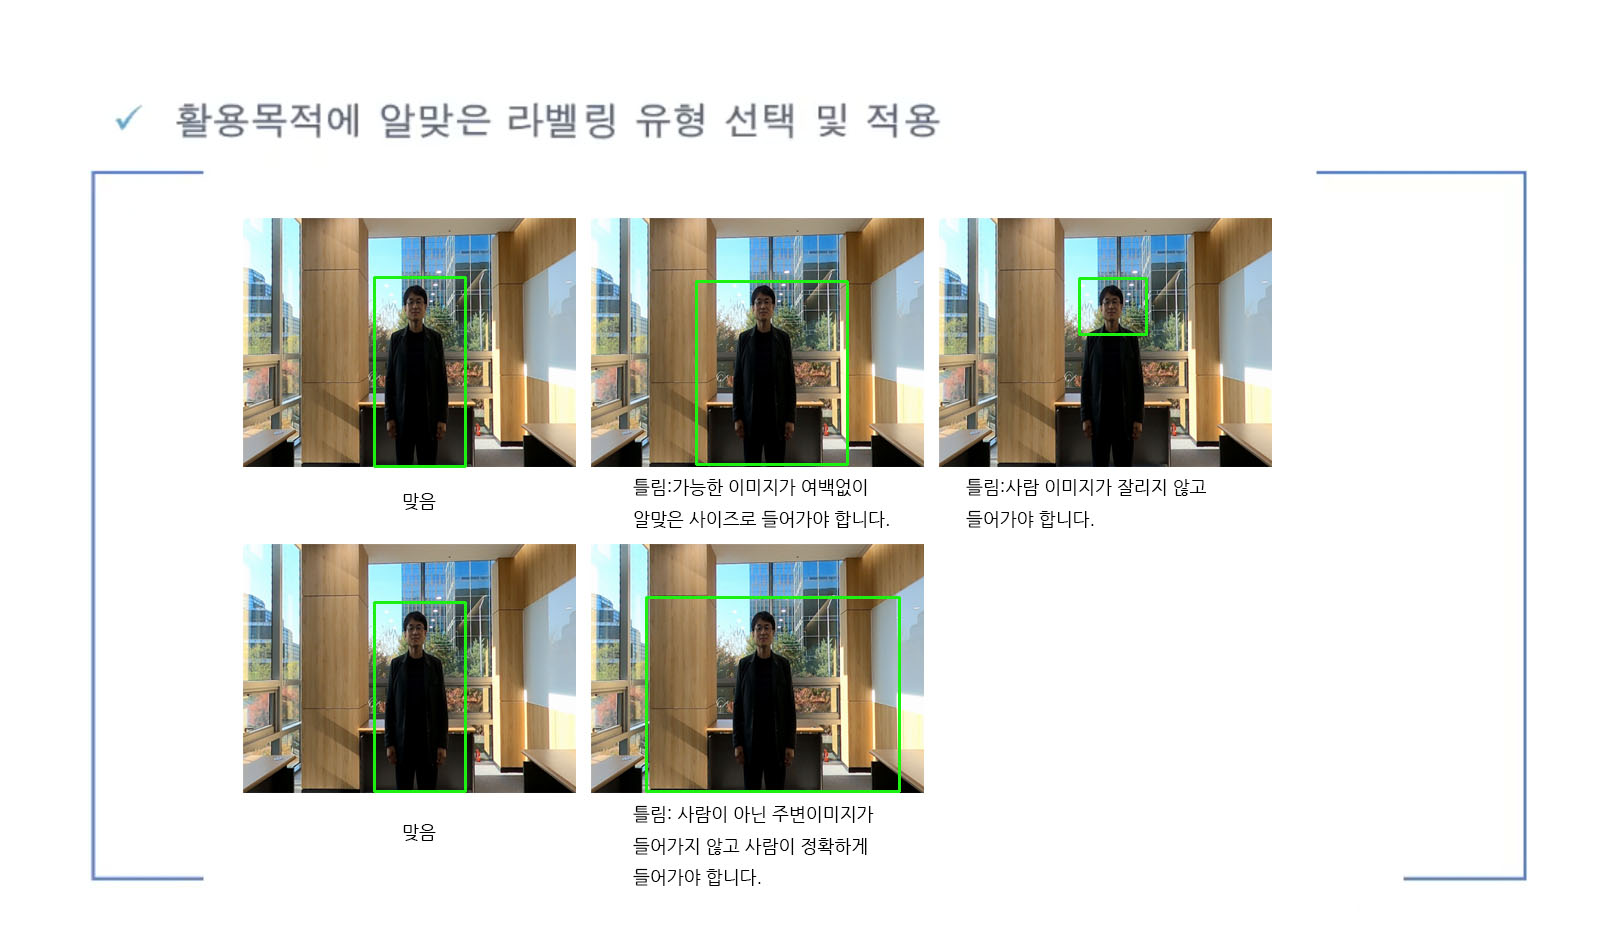 활용목적에 알맞은 라벨링 유형 선택 및 적용
맞음
틀림:가능한 이미지가 여백없이
알맞은 사이즈로 들어가야 합니다.
틀림:사람 이미지가 잘리지 않고
들어가야 합니다.
맞음
틀림: 사람이 아닌 주변이미지가
들어가지 않고 사람이 정확하게
들어가야 합니다.